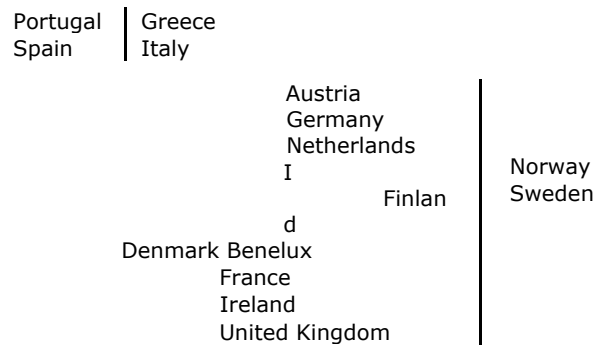 Portugal
Spain
Greece
Italy
Austria
Germany
Netherlands
I
Finlan
d
Denmark Benelux
France
Ireland
United Kingdom
Norway
Sweden